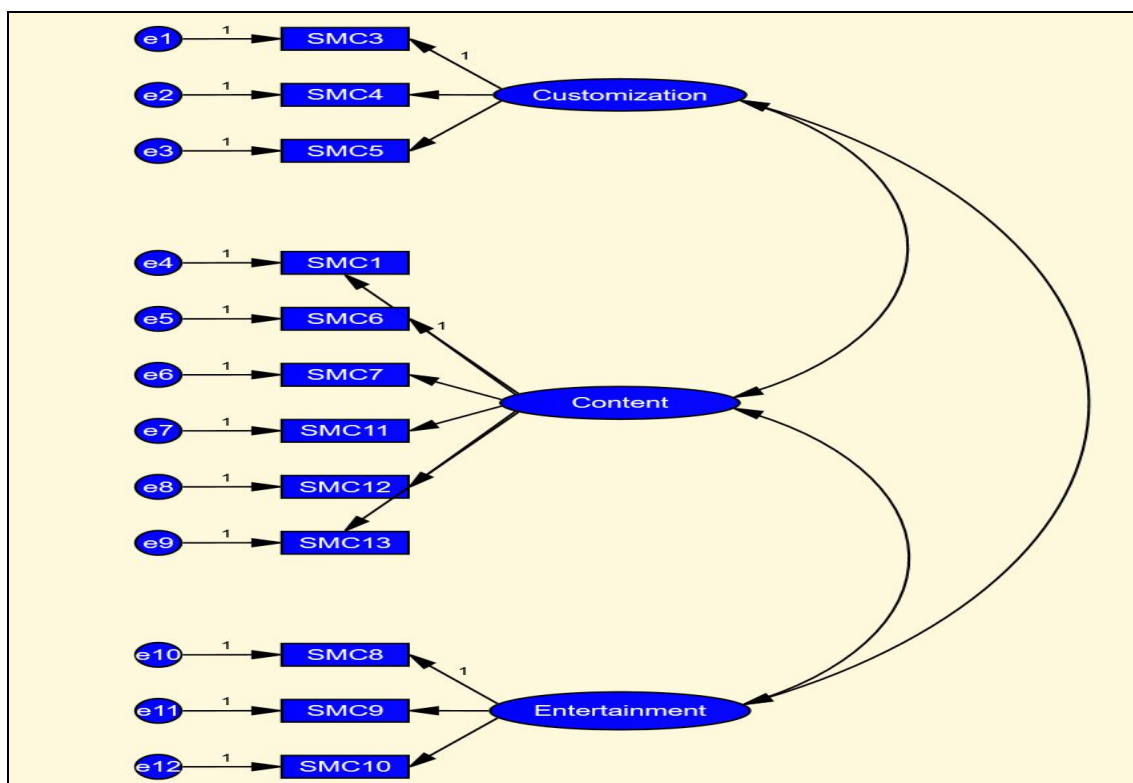 e1 1 SMC3 1
e2 1 SMC4 Customization
e3 1 SMC5
e4 1 SMC1
e5 1 SMC6 1
e6 1 SMC7
Content
e7 1 SMC11
e8 1 SMC12
e9 1 SMC13
e10 1 SMC8 1
e11 1 SMC9 Entertainment
e12 1 SMC10